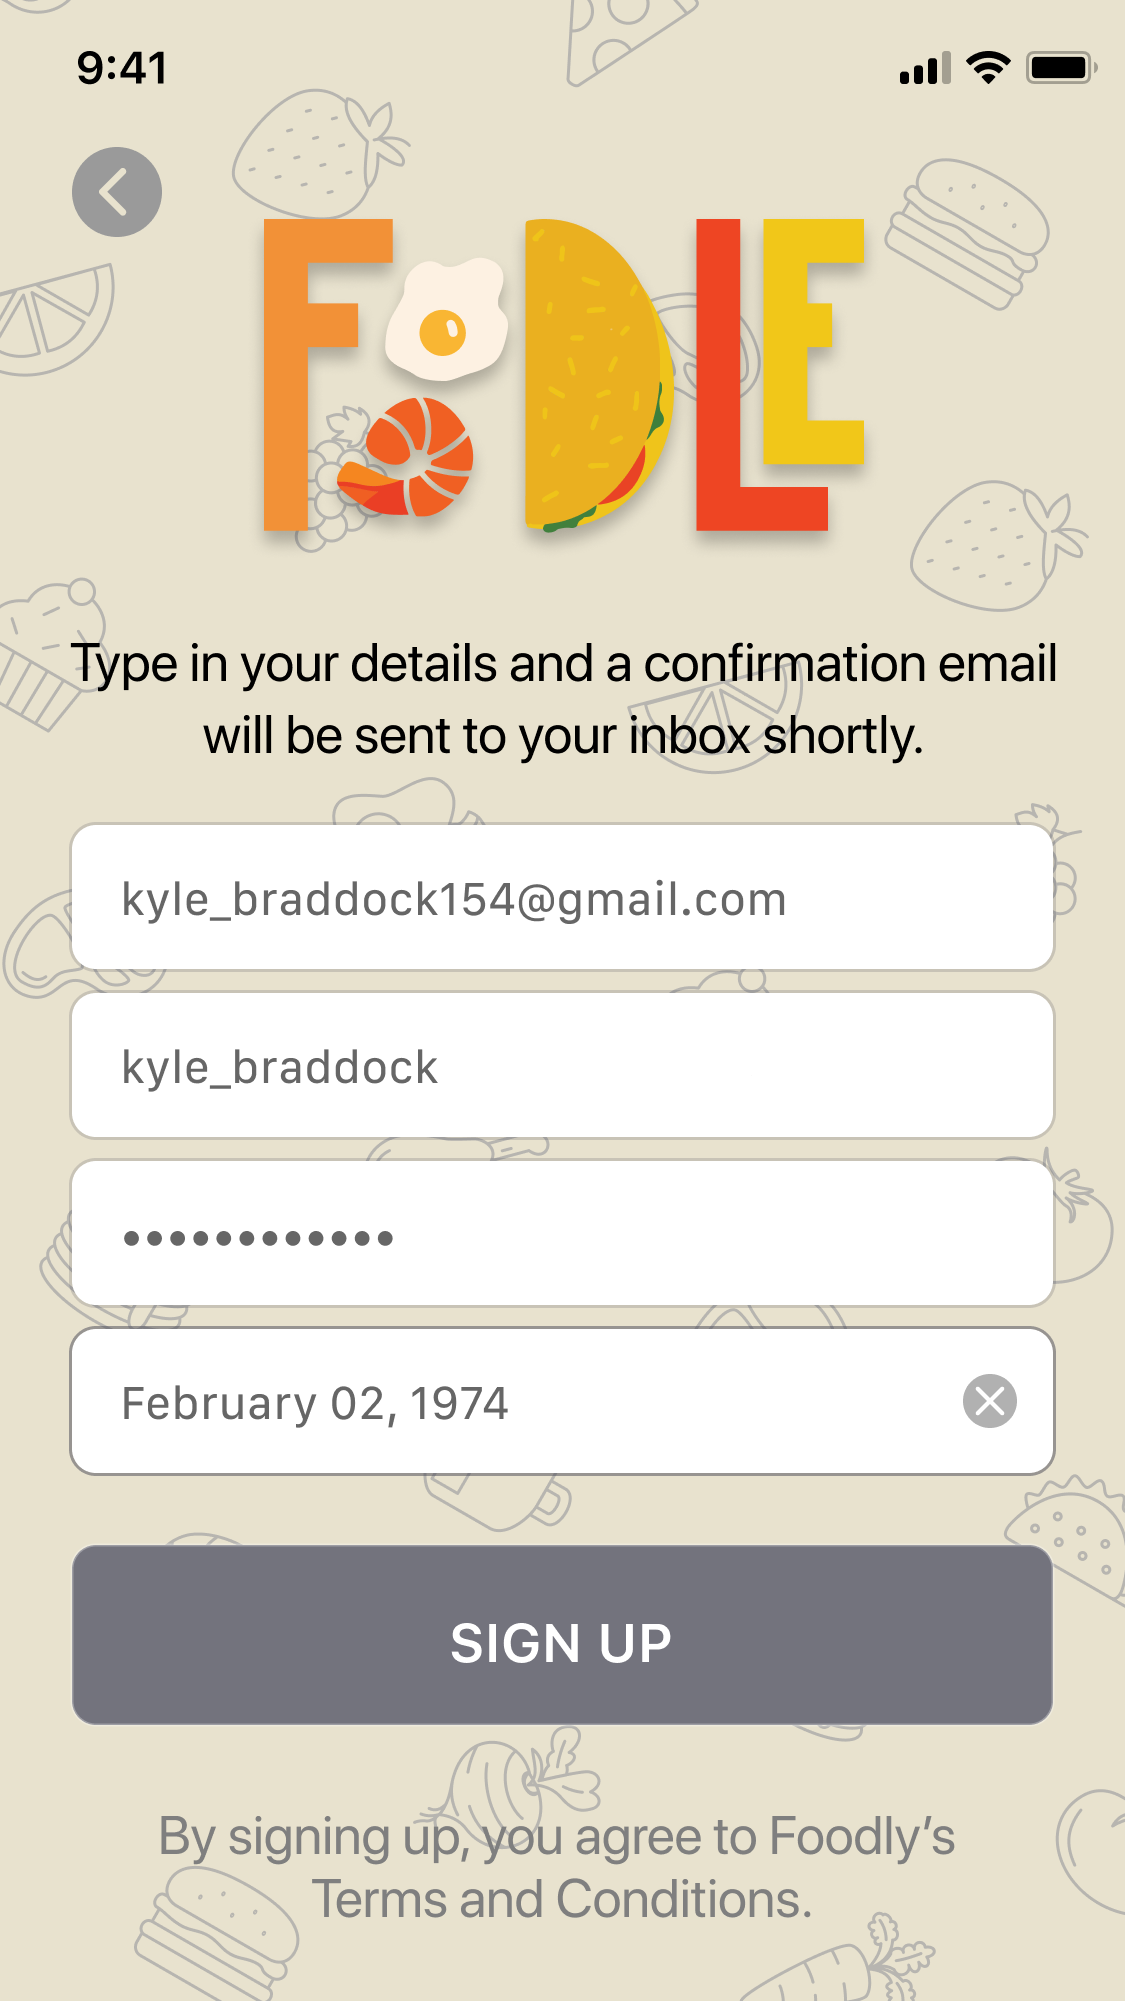 9:41
FOODLE
Type in your details and a confirmation email
will be sent to your inbox shortly.
kyle_braddock154@gmail.com
kyle_braddock
••••••••••••
February 02, 1974
SIGN UP
By signing up, you agree to Foodly’s
Terms and Conditions.